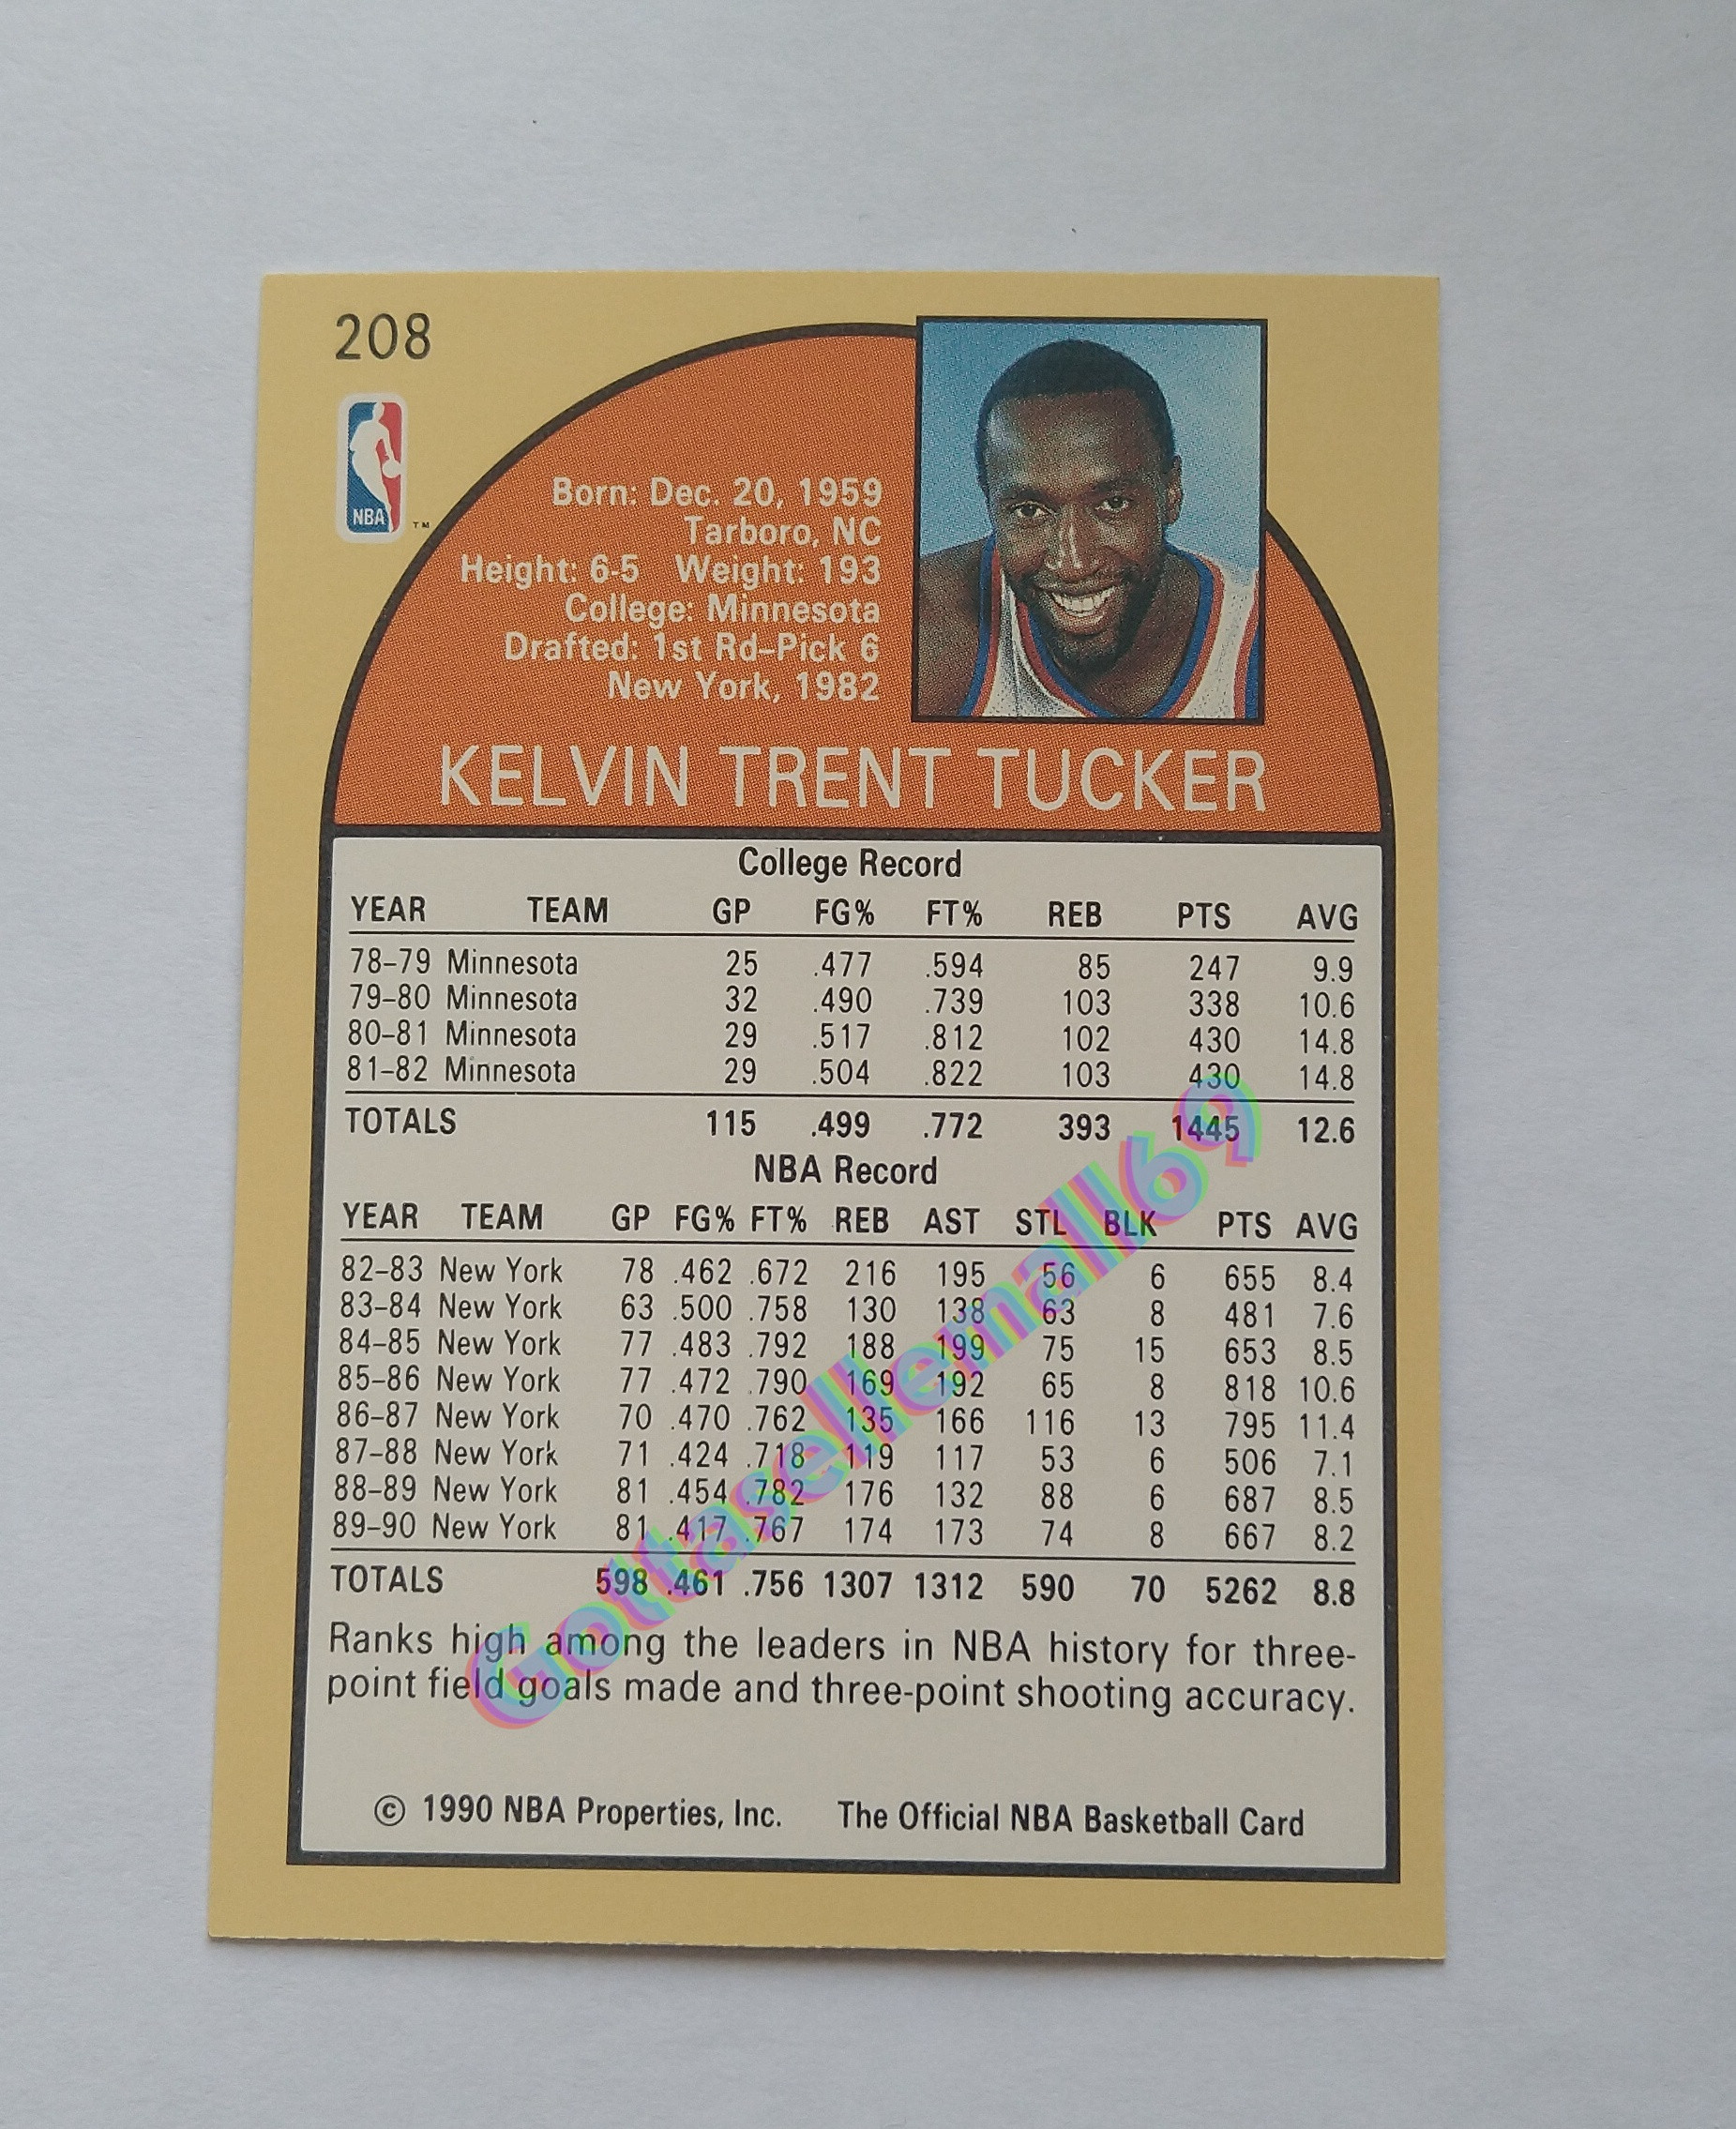 208
NBA
™
Born: Dec. 20, 1959
Tarboro, NC
Height: 6-5 Weight: 193
College: Minnesota
Drafted: 1st Rd–Pick 6
New York, 1982
KELVIN TRENT TUCKER
College Record
YEAR TEAM GP FG% FT% REB PTS AVG
78–79 Minnesota 25 .477 .594 85 247 9.9
79–80 Minnesota 32 .490 .739 103 338 10.6
80–81 Minnesota 29 .517 .812 102 430 14.8
81–82 Minnesota 29 .504 .822 103 430 14.8
TOTALS 115 .499 .772 393 1445 12.6
NBA Record
YEAR TEAM GP FG% FT% REB AST STL BLK PTS AVG
82–83 New York 78 .462 .672 216 195 56 6 655 8.4
83–84 New York 63 .500 .758 130 138 63 8 481 7.6
84–85 New York 77 .483 .792 188 199 75 15 653 8.5
85–86 New York 77 .472 .790 169 192 65 8 818 10.6
86–87 New York 70 .470 .762 135 166 116 13 795 11.4
87–88 New York 71 .424 .718 119 117 53 6 506 7.1
88–89 New York 81 .454 .782 176 132 88 6 687 8.5
89–90 New York 81 .417 .767 174 173 74 8 667 8.2
TOTALS 598 .461 .756 1307 1312 590 70 5262 8.8
Ranks high among the leaders in NBA history for three-
point field goals made and three-point shooting accuracy.
© 1990 NBA Properties, Inc. The Official NBA Basketball Card
Gottasellemall69